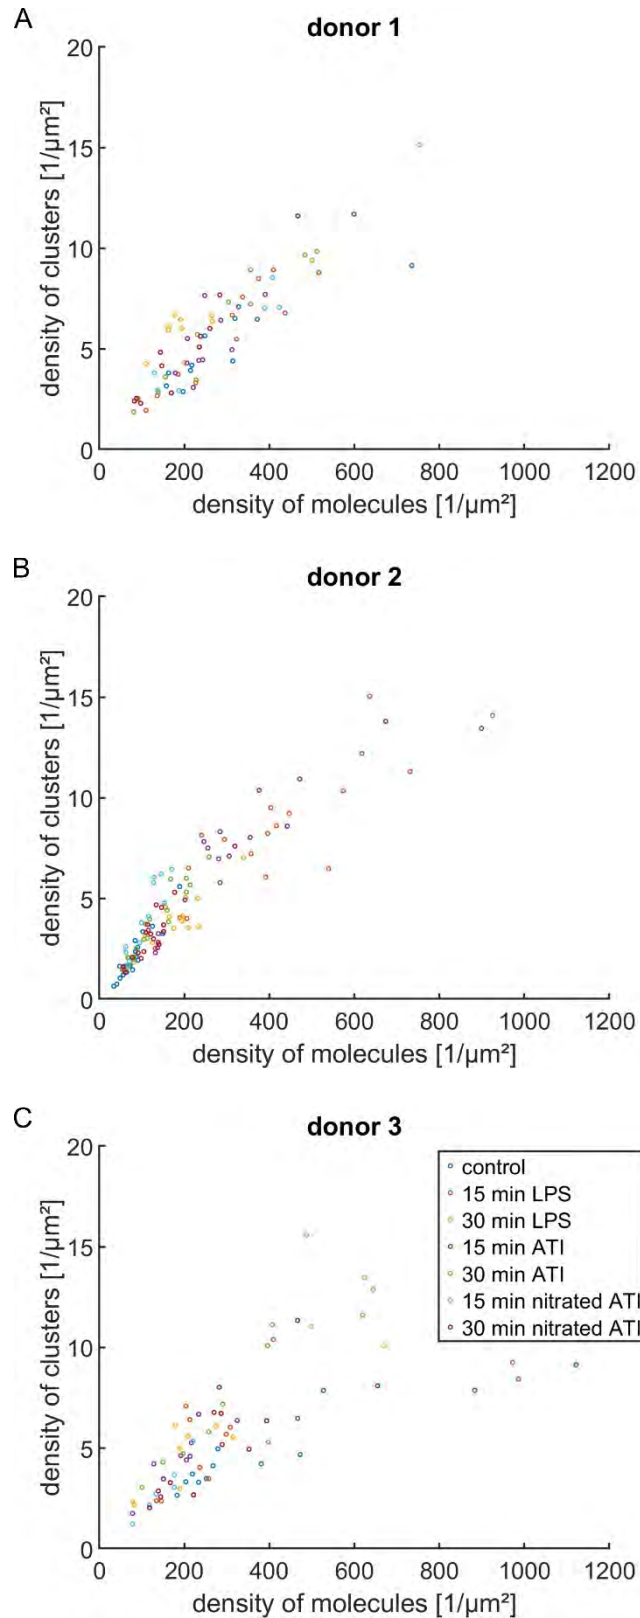 A
donor 1
density of clusters [1/µm²]
20
15
10
5
0
0 200 400 600 800 1000 1200
density of molecules [1/µm²]
B
donor 2
density of clusters [1/µm²]
20
15
10
5
0
0 200 400 600 800 1000 1200
density of molecules [1/µm²]
C
donor 3
density of clusters [1/µm²]
20
15
10
5
0
control
15 min LPS
30 min LPS
15 min ATI
30 min ATI
15 min nitrated ATI
30 min nitrated ATI
0 200 400 600 800 1000 1200
density of molecules [1/µm²]